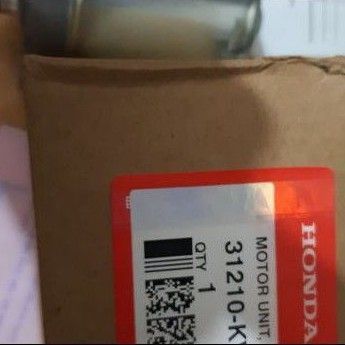 HONDA
MOTOR UNIT,
31210-K
QTY 1